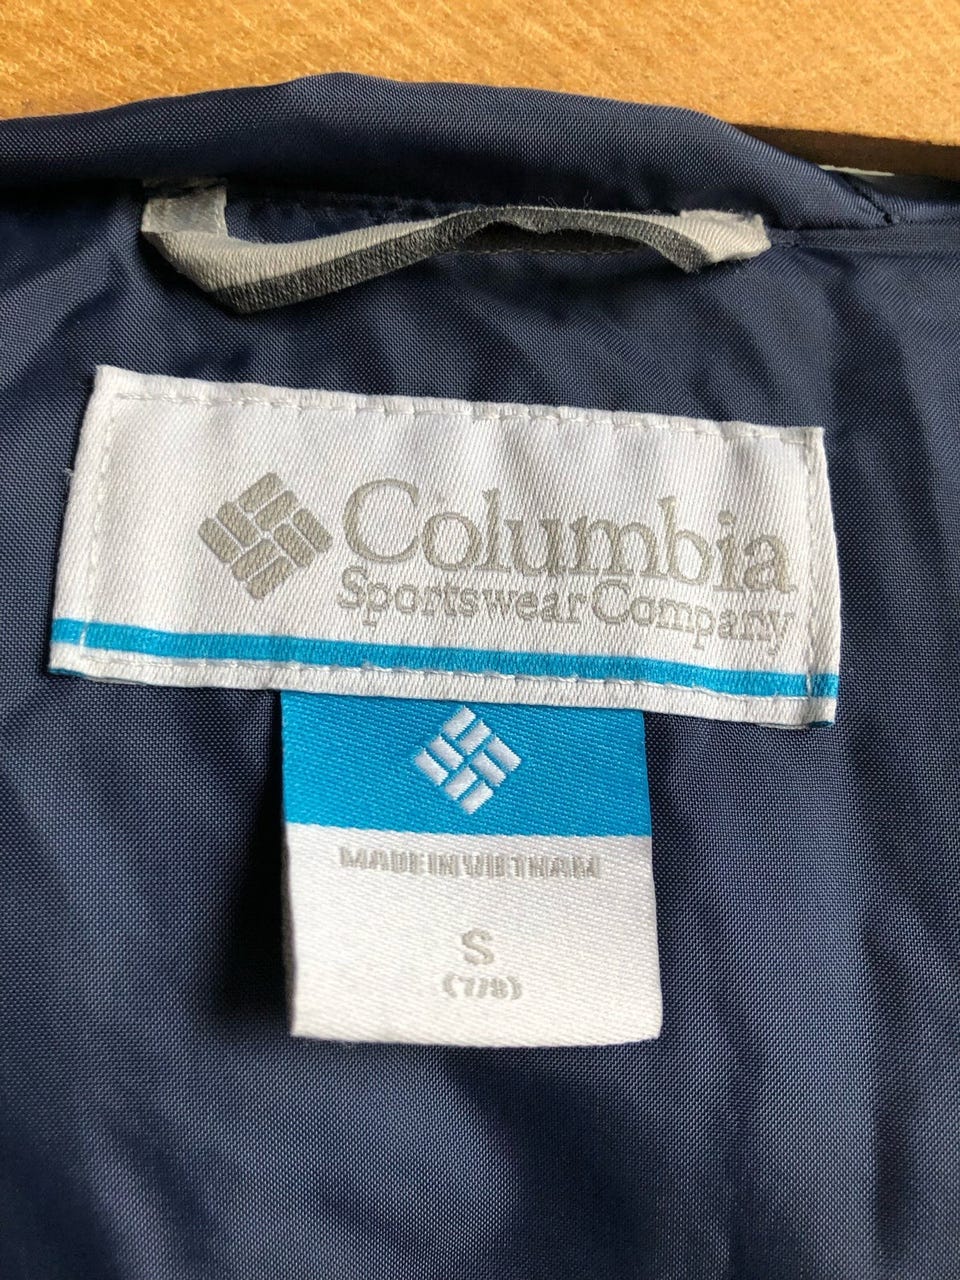 Columbia
Sportswear Company
MADE IN VIETNAM
S
(7/8)